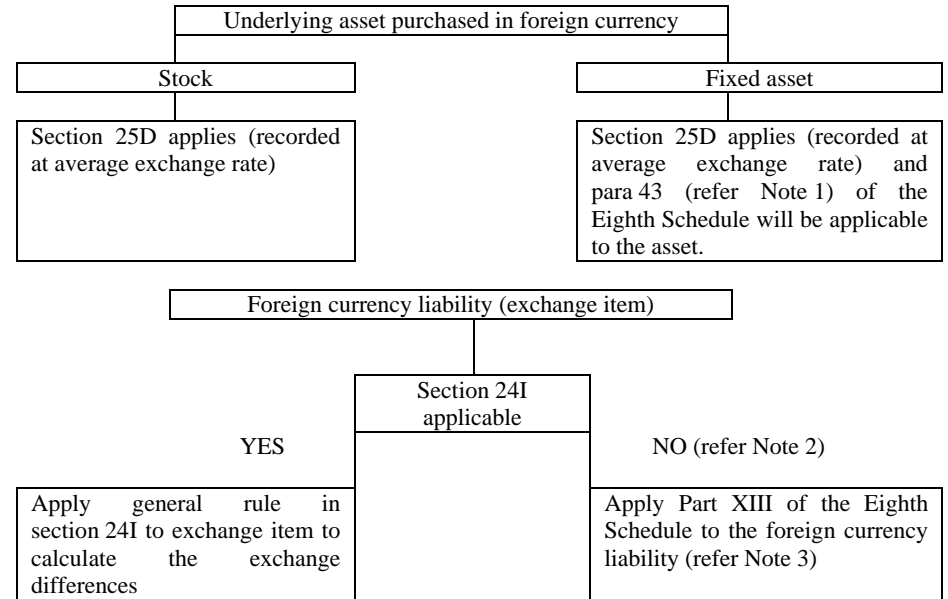 Underlying asset purchased in foreign currency
Stock
Fixed asset
Section 25D applies (recorded
at average exchange rate)
Section 25D applies (recorded at
average exchange rate) and
para 43 (refer Note 1) of the
Eighth Schedule will be applicable
to the asset.
Foreign currency liability (exchange item)
Section 24I
applicable
YES
NO (refer Note 2)
Apply general rule in
section 24I to exchange item to
calculate the exchange
differences
Apply Part XIII of the Eighth
Schedule to the foreign currency
liability (refer Note 3)